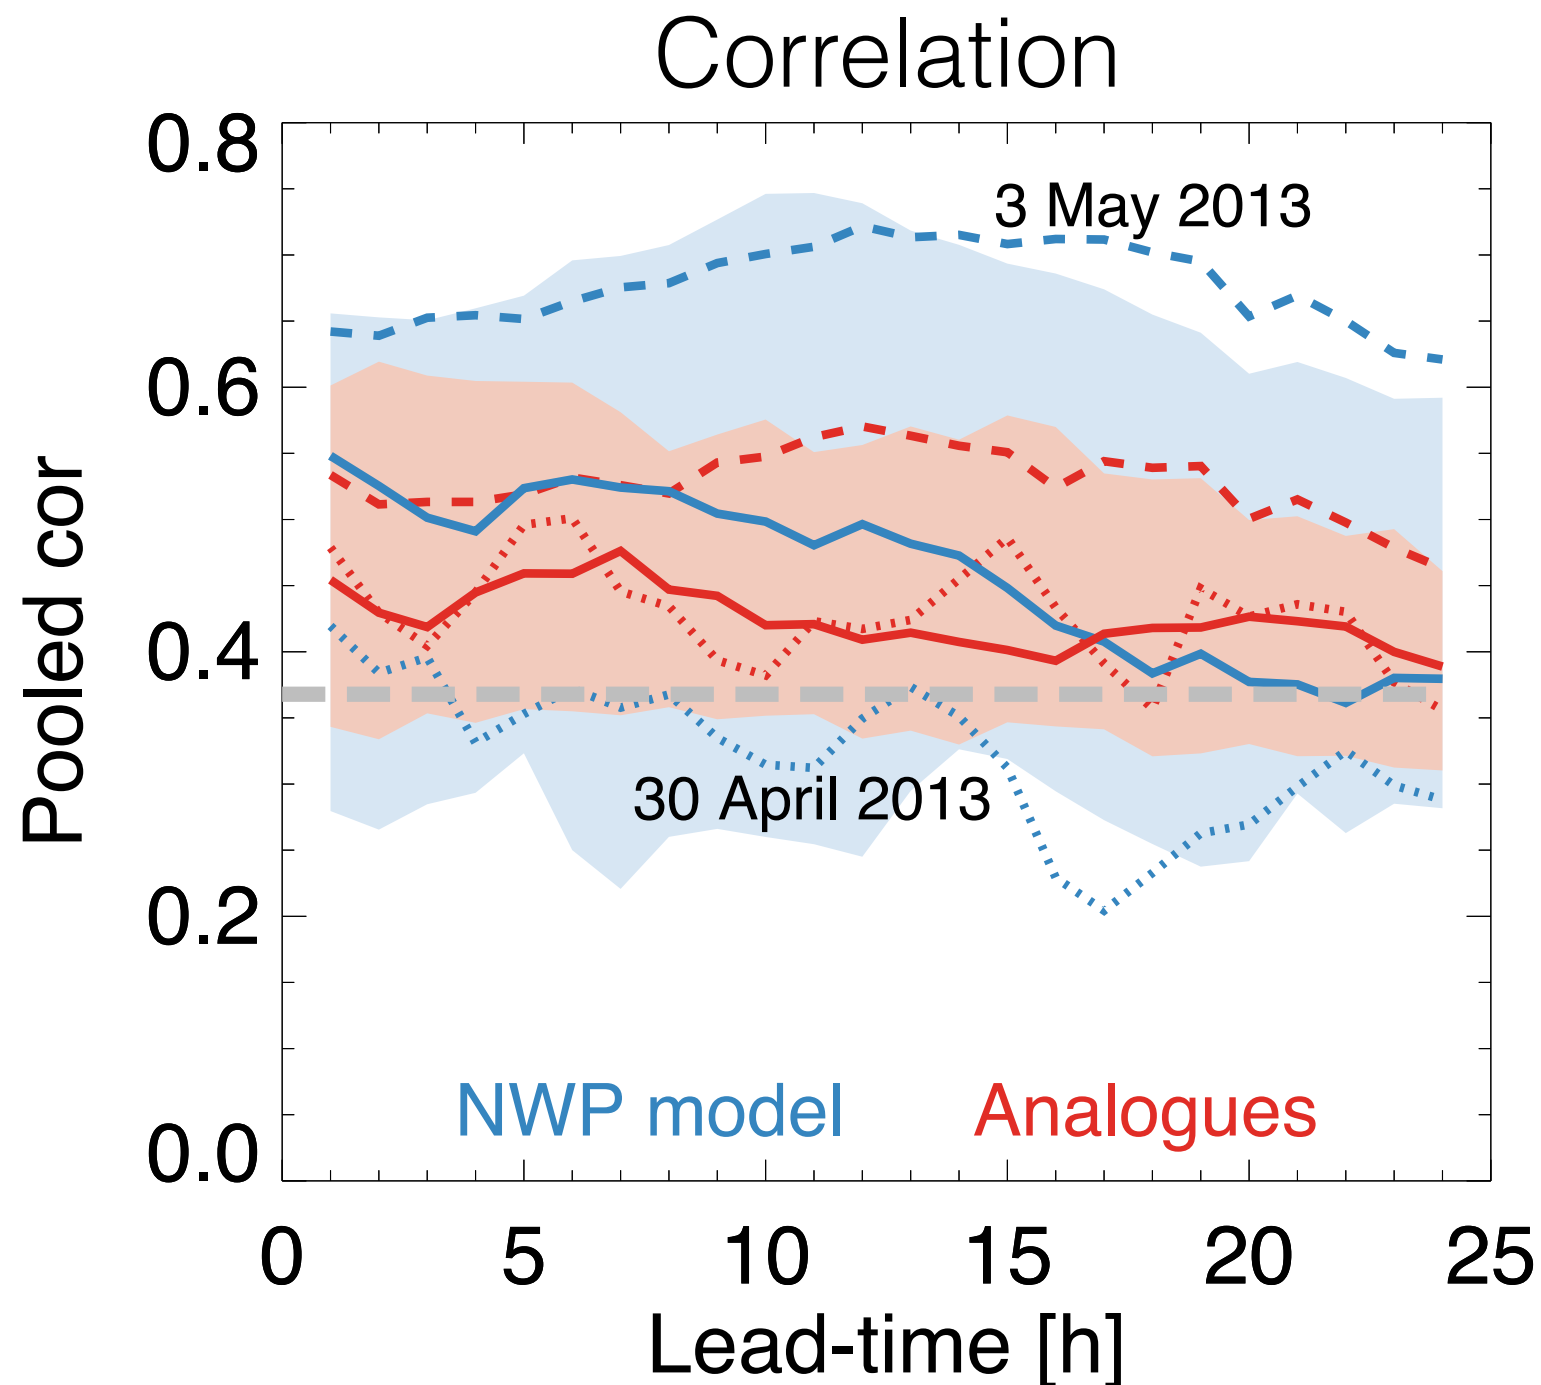 Correlation
0.8
3 May 2013
0.6
Pooled cor
0.4
30 April 2013
0.2
NWP model Analogues
0.0
0 5 10 15 20 25
Lead-time [h]